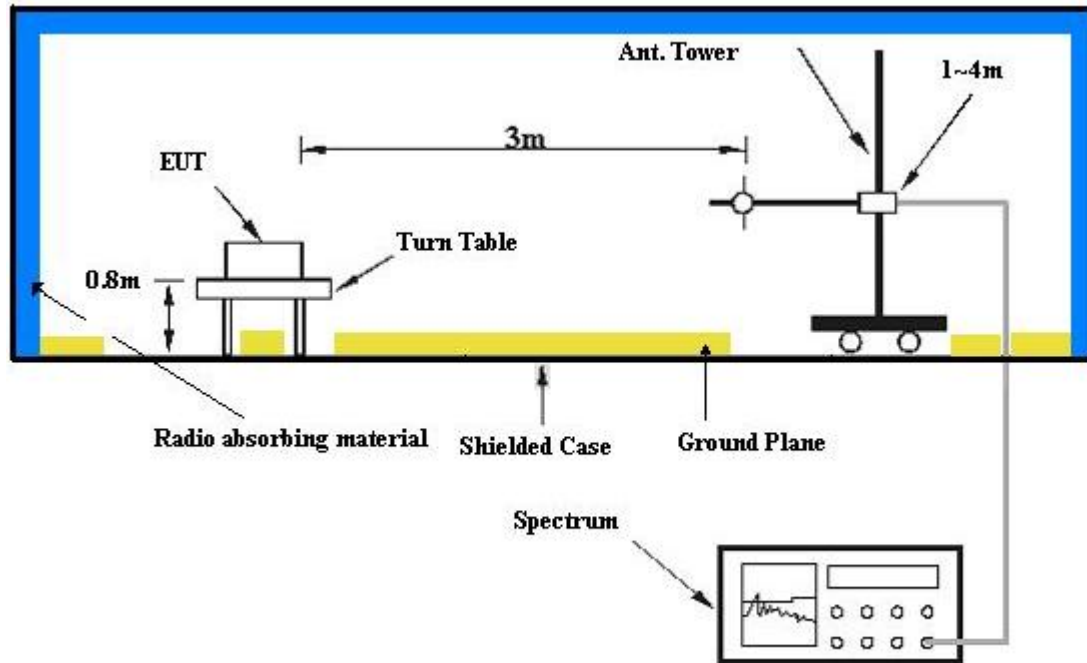 Ant. Tower
1~4m
3m
EUT
Turn Table
0.8m
Radio absorbing material
Shielded Case
Ground Plane
Spectrum